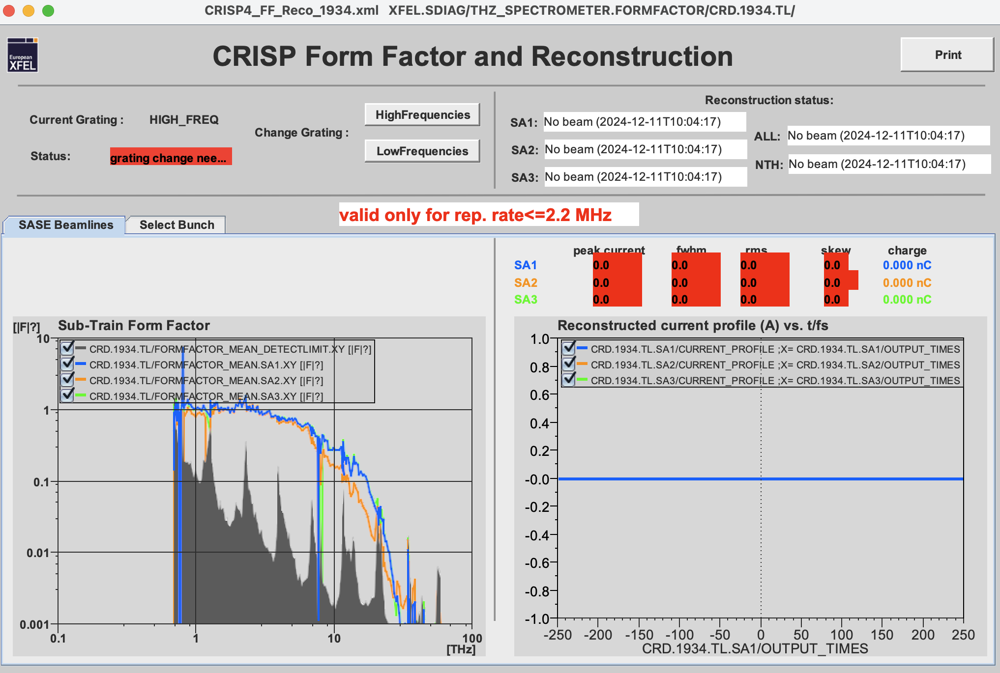 CRISP4_FF_Reco_1934.xml   XFEL.SDIAG/THZ_SPECTROMETER.FORMFACTOR/CRD.1934.TL/
European
XFEL
CRISP Form Factor and Reconstruction
Print
Current Grating :
HIGH_FREQ
Status:
grating change nee...
Change Grating :
HighFrequencies
LowFrequencies
Reconstruction status:
SA1: No beam (2024-12-11T10:04:17)
SA2: No beam (2024-12-11T10:04:17)
SA3: No beam (2024-12-11T10:04:17)
ALL: No beam (2024-12-11T10:04:17)
NTH: No beam (2024-12-11T10:04:17)
valid only for rep. rate<=2.2 MHz
SASE Beamlines
Select Bunch
peak current fwhm rms skew charge
SA1 0.0 0.0 0.0 0.0 0.000 nC
SA2 0.0 0.0 0.0 0.0 0.000 nC
SA3 0.0 0.0 0.0 0.0 0.000 nC
[|F|?]
Sub-Train Form Factor
CRD.1934.TL/FORMFACTOR_MEAN_DETECTLIMIT.XY [|F|?]
CRD.1934.TL/FORMFACTOR_MEAN.SA1.XY [|F|?]
CRD.1934.TL/FORMFACTOR_MEAN.SA2.XY [|F|?]
CRD.1934.TL/FORMFACTOR_MEAN.SA3.XY [|F|?]
10
1
0.1
0.01
0.001
0.1 1 10 100
[THz]
Reconstructed current profile (A) vs. t/fs
CRD.1934.TL.SA1/CURRENT_PROFILE ;X= CRD.1934.TL.SA1/OUTPUT_TIMES
CRD.1934.TL.SA2/CURRENT_PROFILE ;X= CRD.1934.TL.SA2/OUTPUT_TIMES
CRD.1934.TL.SA3/CURRENT_PROFILE ;X= CRD.1934.TL.SA3/OUTPUT_TIMES
1.0
0.8
0.6
0.4
0.2
-0.0
-0.2
-0.4
-0.6
-0.8
-1.0
-250 -200 -150 -100 -50 0 50 100 150 200 250
CRD.1934.TL.SA1/OUTPUT_TIMES